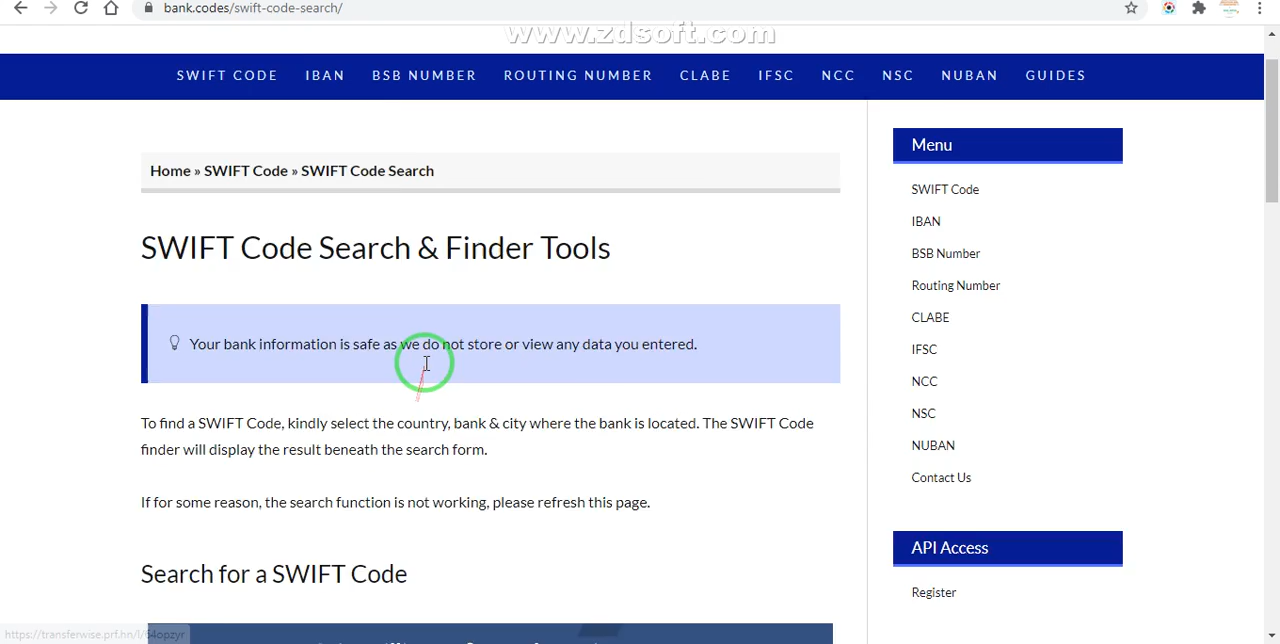 bank.codes/swift-code-search/
www.zdsoft.com
SWIFT CODE IBAN BSB NUMBER ROUTING NUMBER CLABE IFSC NCC NSC NUBAN GUIDES
Home » SWIFT Code » SWIFT Code Search
SWIFT Code Search & Finder Tools
Your bank information is safe as we do not store or view any data you entered.
To find a SWIFT Code, kindly select the country, bank & city where the bank is located. The SWIFT Code
finder will display the result beneath the search form.
If for some reason, the search function is not working, please refresh this page.
Search for a SWIFT Code
Menu
SWIFT Code
IBAN
BSB Number
Routing Number
CLABE
IFSC
NCC
NSC
NUBAN
Contact Us
API Access
Register